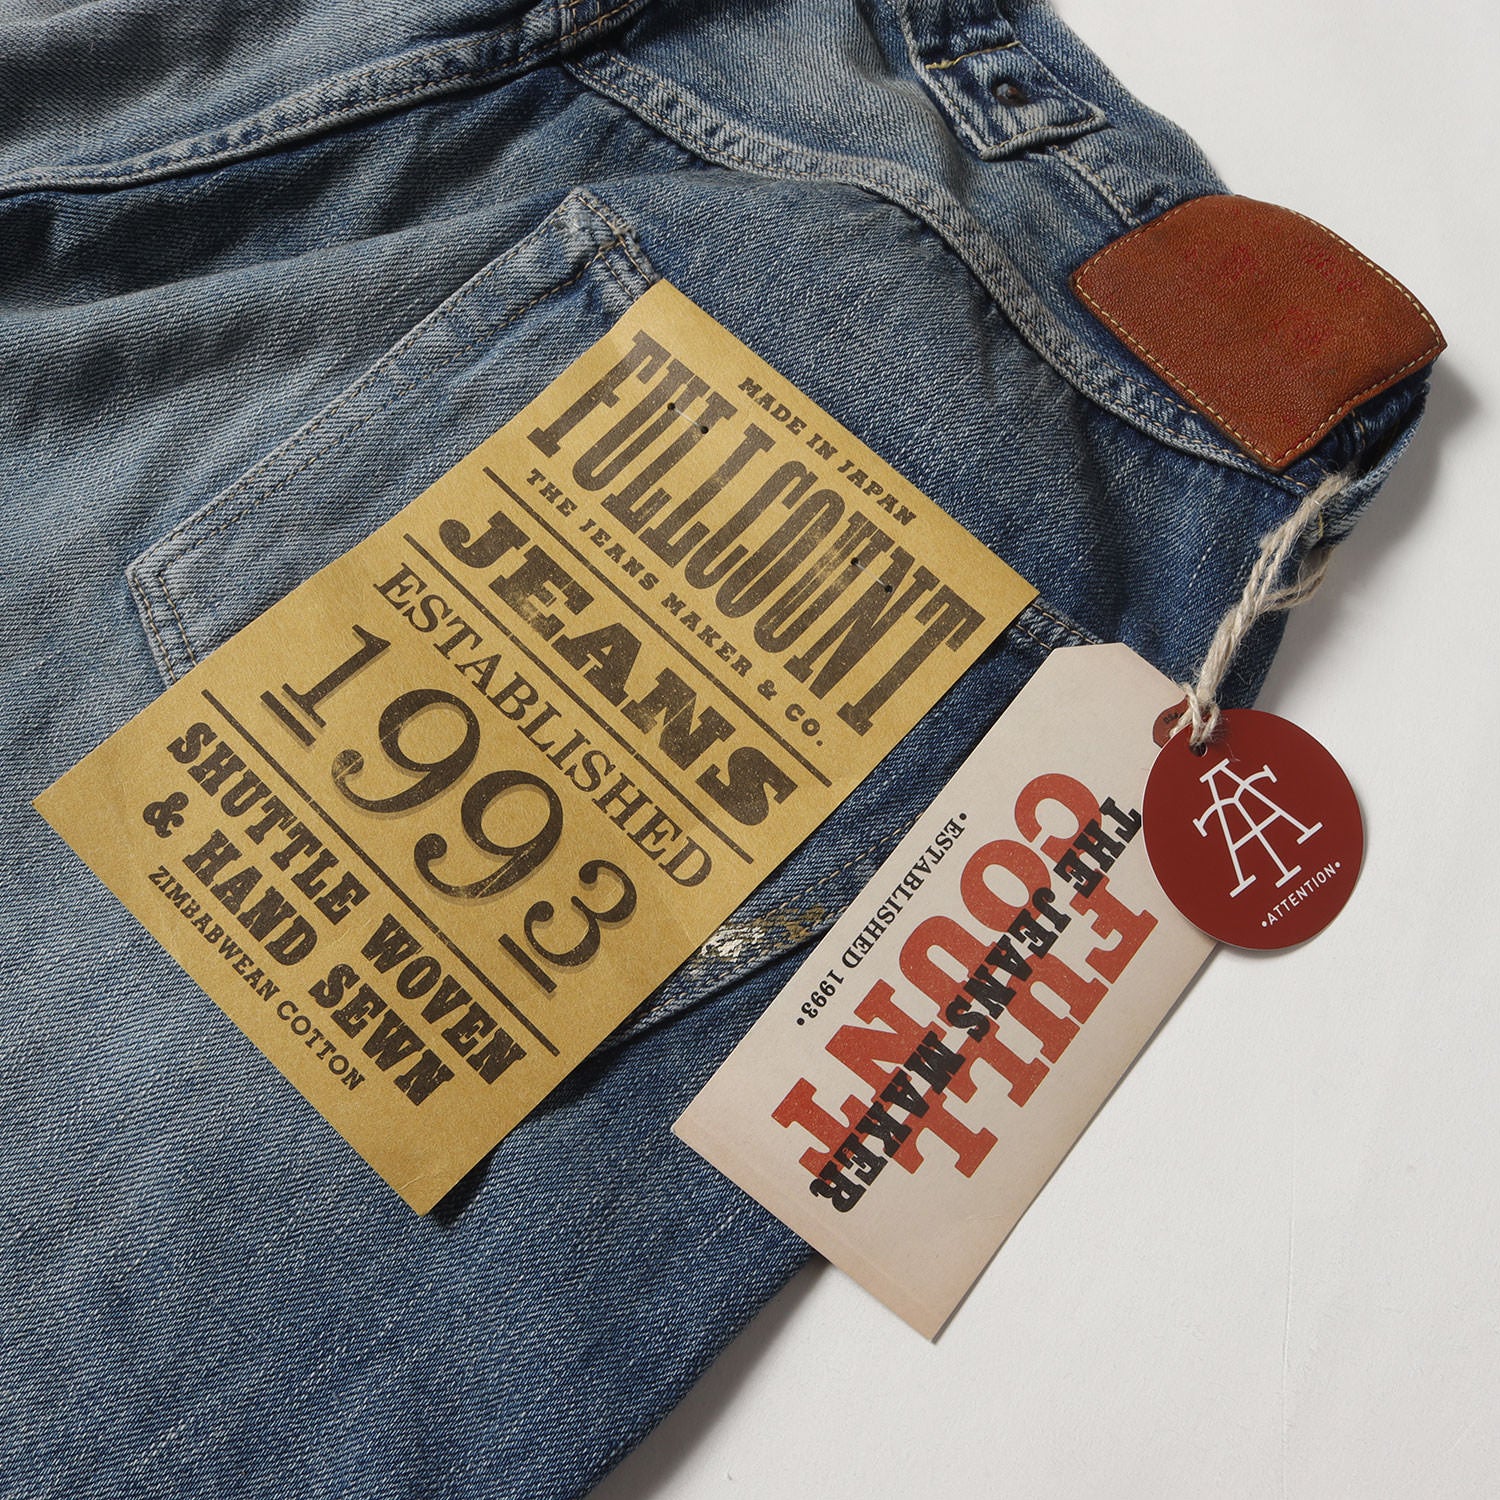 MADE IN JAPAN
FULLCOUNT
THE JEANS MAKER & CO.
JEANS
ESTABLISHED
1993
SHUTTLE WOVEN
& HAND SEWN
ZIMBABWEAN COTTON
FULL
COUNT
THE JEANS MAKER
•ESTABLISHED 1993•
•ATTENTION•